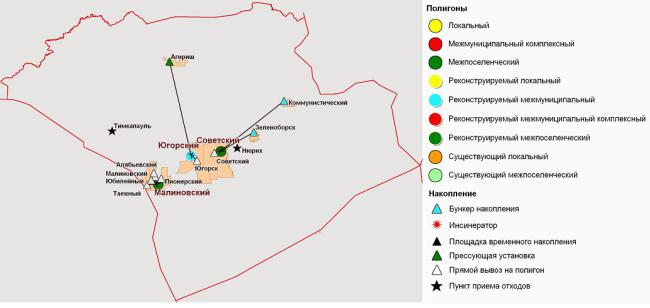 Агириш
Коммунистический
Зеленоборск
Тимкапауль
Советский
Югорский
Нюрих
Советский
Югорск
Алябьевский
Малиновский
Юбилейный
Пионерский
Таежный
Малиновский
Полигоны
Локальный
Межмуниципальный комплексный
Межпоселенческий
Реконструируемый локальный
Реконструируемый межмуниципальный
Реконструируемый межмуниципальный комплексный
Реконструируемый межпоселенческий
Существующий локальный
Существующий межпоселенческий
Накопление
Бункер накопления
Инсинератор
Площадка временного накопления
Прессующая установка
Прямой вывоз на полигон
Пункт приема отходов